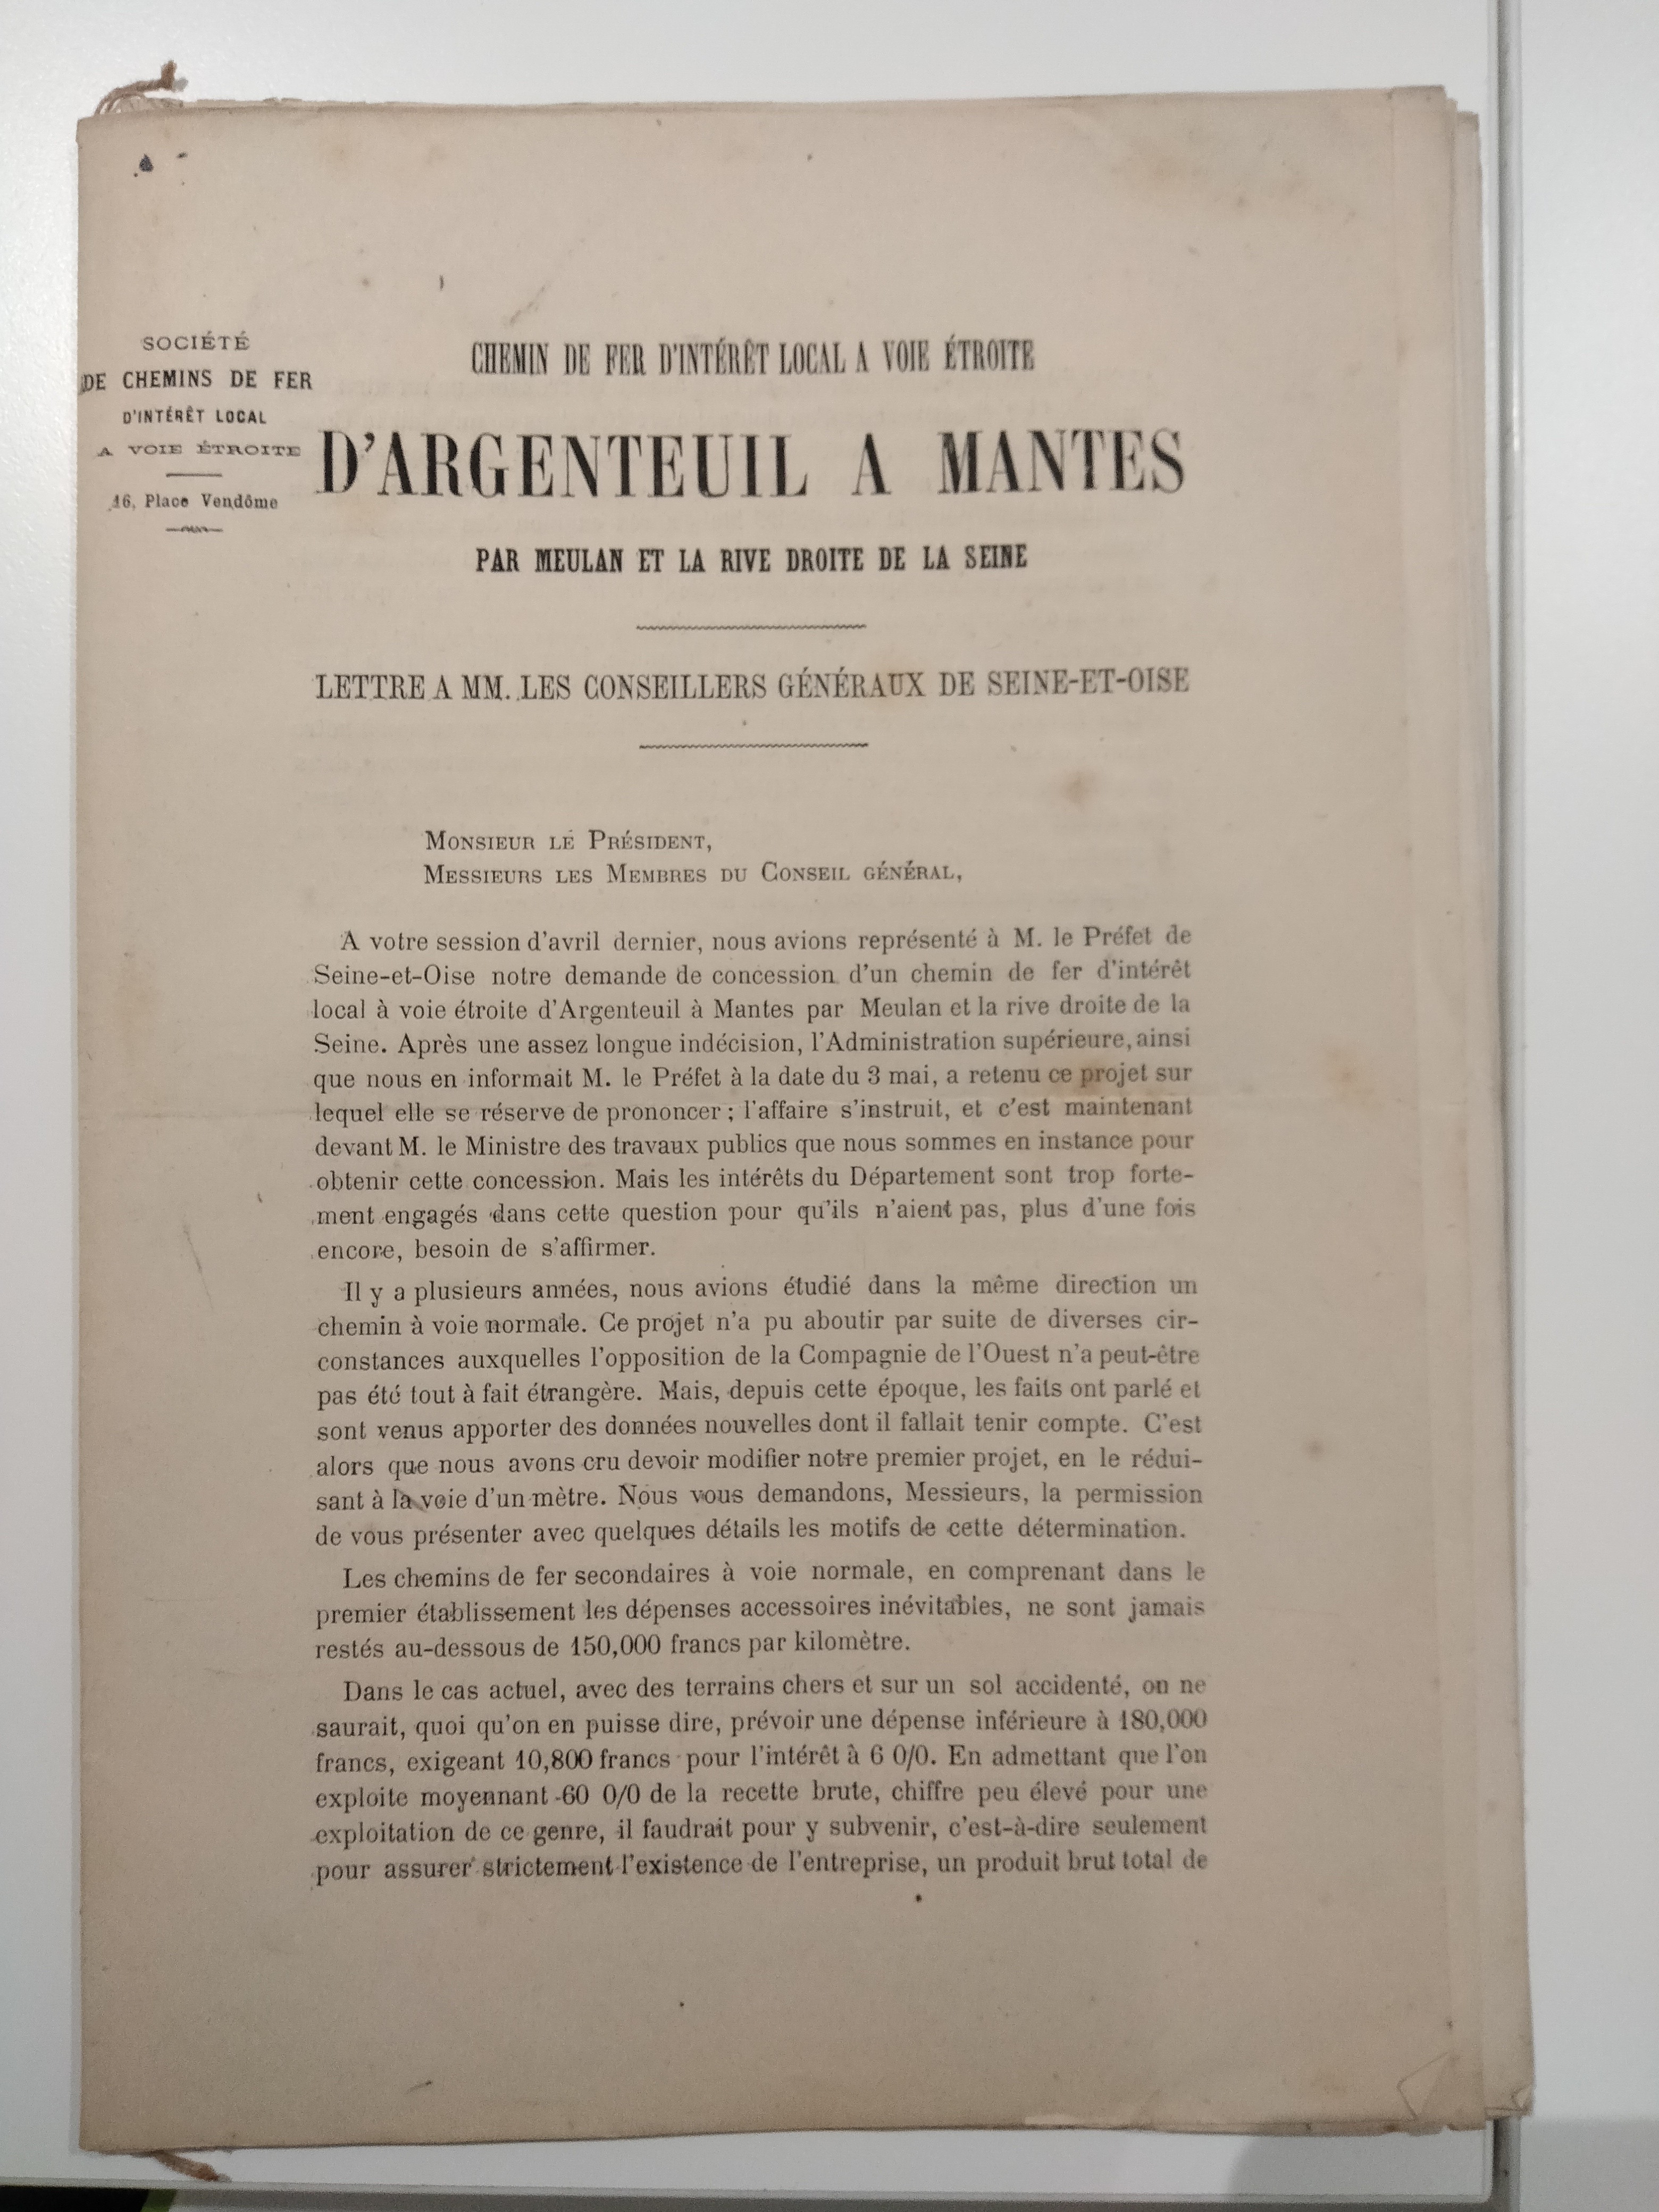 SOCIÉTÉ
DE CHEMINS DE FER
D'INTÉRÊT LOCAL
A VOIE ÉTROITE
16, Place Vendôme
CHEMIN DE FER D'INTÉRÊT LOCAL A VOIE ÉTROITE
D'ARGENTEUIL A MANTES
PAR MEULAN ET LA RIVE DROITE DE LA SEINE
LETTRE A MM. LES CONSEILLERS GÉNÉRAUX DE SEINE-ET-OISE
MONSIEUR LE PRÉSIDENT,
MESSIEURS LES MEMBRES DU CONSEIL GÉNÉRAL,
A votre session d'avril dernier, nous avions représenté à M. le Préfet de
Seine-et-Oise notre demande de concession d'un chemin de fer d'intérêt
local à voie étroite d'Argenteuil à Mantes par Meulan et la rive droite de la
Seine. Après une assez longue indécision, l'Administration supérieure, ainsi
que nous en informait M. le Préfet à la date du 3 mai, a retenu ce projet sur
lequel elle se réserve de prononcer ; l'affaire s'instruit, et c'est maintenant
devant M. le Ministre des travaux publics que nous sommes en instance pour
obtenir cette concession. Mais les intérêts du Département sont trop forte-
ment engagés dans cette question pour qu'ils n'aient pas, plus d'une fois
encore, besoin de s'affirmer.
Il y a plusieurs années, nous avions étudié dans la même direction un
chemin à voie normale. Ce projet n'a pu aboutir par suite de diverses cir-
constances auxquelles l'opposition de la Compagnie de l'Ouest n'a peut-être
pas été tout à fait étrangère. Mais, depuis cette époque, les faits ont parlé et
sont venus apporter des données nouvelles dont il fallait tenir compte. C'est
alors que nous avons cru devoir modifier notre premier projet, en le rédui-
sant à la voie d'un mètre. Nous vous demandons, Messieurs, la permission
de vous présenter avec quelques détails les motifs de cette détermination.
Les chemins de fer secondaires à voie normale, en comprenant dans le
premier établissement les dépenses accessoires inévitables, ne sont jamais
restés au-dessous de 150,000 francs par kilomètre.
Dans le cas actuel, avec des terrains chers et sur un sol accidenté, on ne
saurait, quoi qu'on en puisse dire, prévoir une dépense inférieure à 180,000
francs, exigeant 10,800 francs pour l'intérêt à 6 0/0. En admettant que l'on
exploite moyennant 60 0/0 de la recette brute, chiffre peu élevé pour une
exploitation de ce genre, il faudrait pour y subvenir, c'est-à-dire seulement
pour assurer strictement l'existence de l'entreprise, un produit brut total de